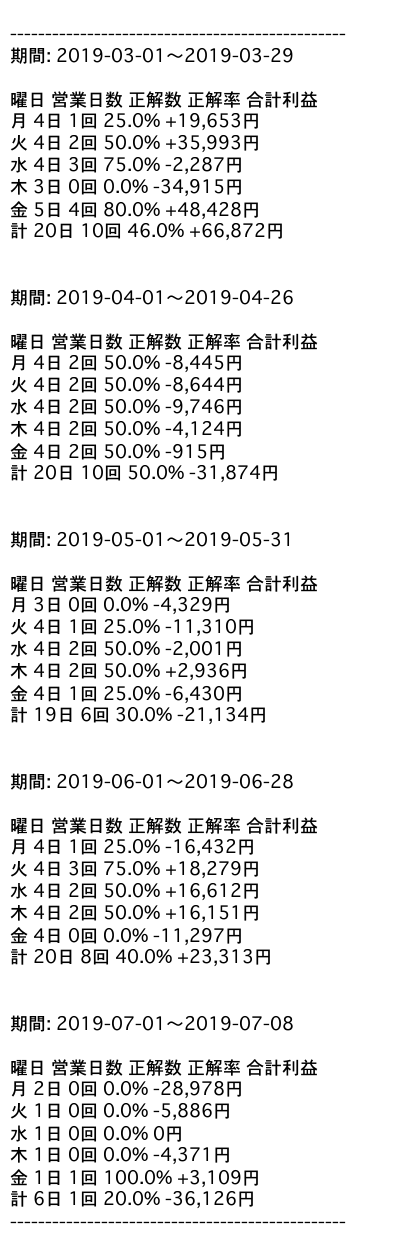 ------------------------------------------------
期間: 2019-03-01〜2019-03-29
曜日 営業日数 正解数 正解率 合計利益
月 4日 1回 25.0% +19,653円
火 4日 2回 50.0% +35,993円
水 4日 3回 75.0% -2,287円
木 3日 0回 0.0% -34,915円
金 5日 4回 80.0% +48,428円
計 20日 10回 46.0% +66,872円
期間: 2019-04-01〜2019-04-26
曜日 営業日数 正解数 正解率 合計利益
月 4日 2回 50.0% -8,445円
火 4日 2回 50.0% -8,644円
水 4日 2回 50.0% -9,746円
木 4日 2回 50.0% -4,124円
金 4日 2回 50.0% -915円
計 20日 10回 50.0% -31,874円
期間: 2019-05-01〜2019-05-31
曜日 営業日数 正解数 正解率 合計利益
月 3日 0回 0.0% -4,329円
火 4日 1回 25.0% -11,310円
水 4日 2回 50.0% -2,001円
木 4日 2回 50.0% +2,936円
金 4日 1回 25.0% -6,430円
計 19日 6回 30.0% -21,134円
期間: 2019-06-01〜2019-06-28
曜日 営業日数 正解数 正解率 合計利益
月 4日 1回 25.0% -16,432円
火 4日 3回 75.0% +18,279円
水 4日 2回 50.0% +16,612円
木 4日 2回 50.0% +16,151円
金 4日 0回 0.0% -11,297円
計 20日 8回 40.0% +23,313円
期間: 2019-07-01〜2019-07-08
曜日 営業日数 正解数 正解率 合計利益
月 2日 0回 0.0% -28,978円
火 1日 0回 0.0% -5,886円
水 1日 0回 0.0% 0円
木 1日 0回 0.0% -4,371円
金 1日 1回 100.0% +3,109円
計 6日 1回 20.0% -36,126円
------------------------------------------------